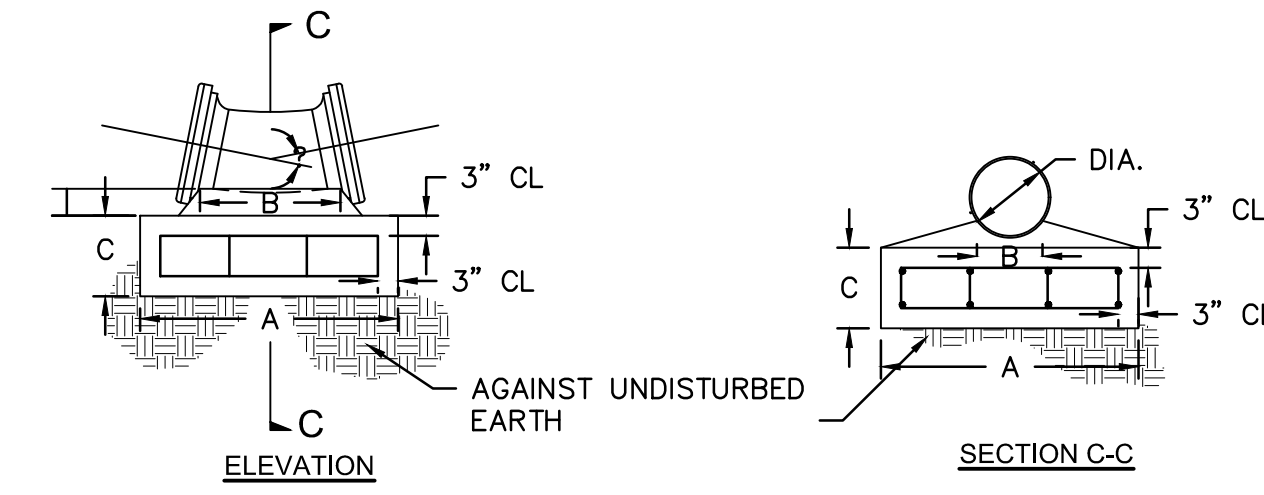 C
?
3” CL
B
C
3” CL
A
AGAINST UNDISTURBED
EARTH
C
ELEVATION
DIA.
3” CL
B
C
3” CL
A
SECTION C-C